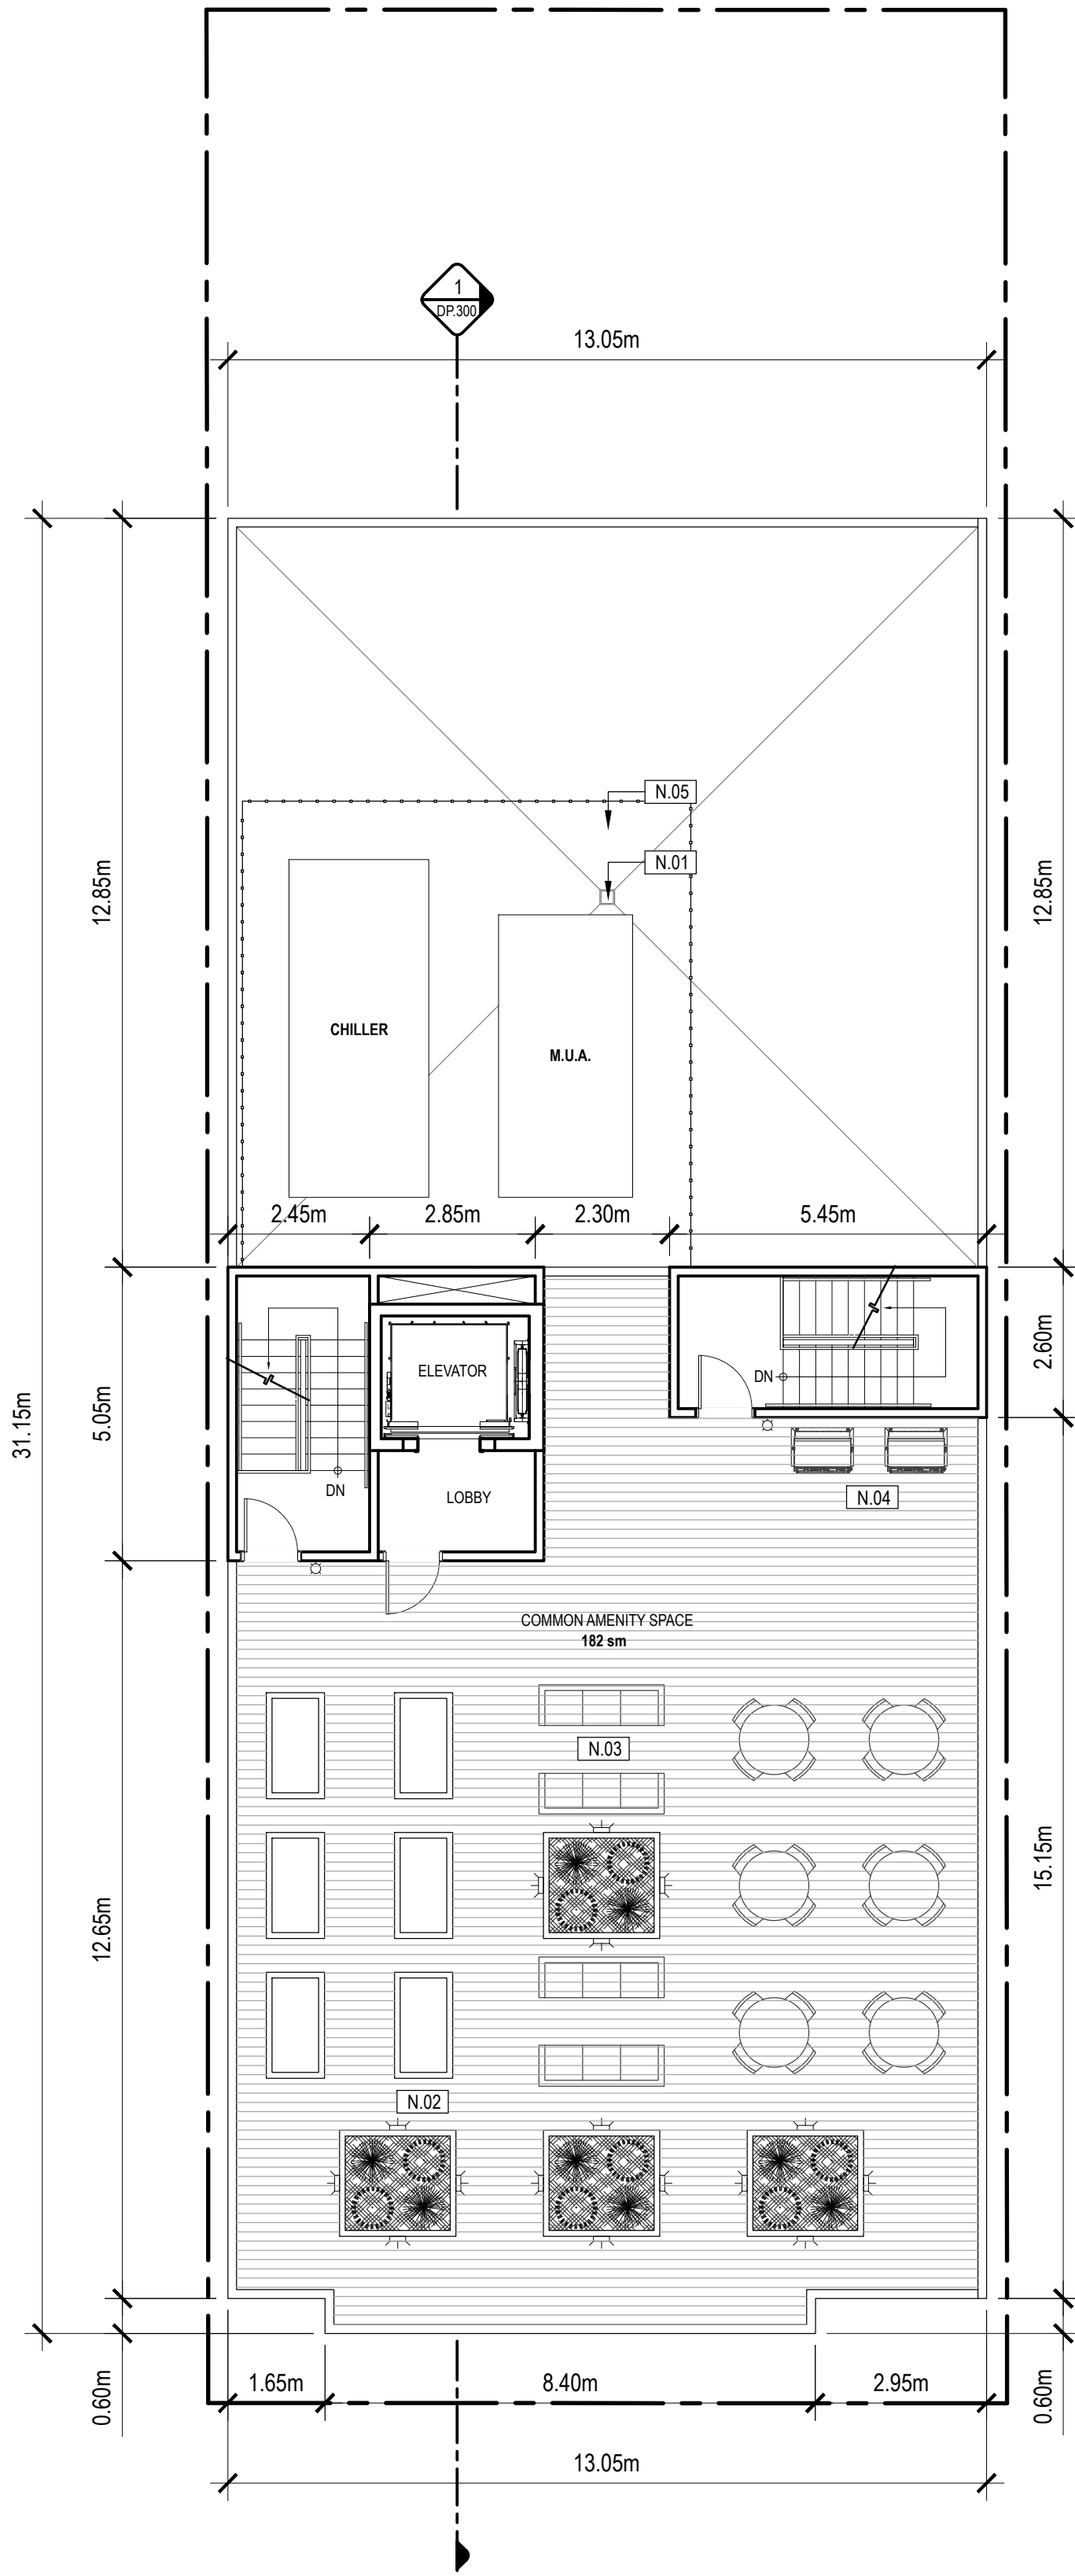 1
DP.300
13.05m
N.05
N.01
12.85m
12.85m
CHILLER
M.U.A.
2.45m
2.85m
2.30m
5.45m
2.60m
ELEVATOR
DN
31.15m
5.05m
DN
LOBBY
N.04
COMMON AMENITY SPACE
182 sm
N.03
15.15m
12.65m
N.02
0.60m
1.65m
8.40m
2.95m
0.60m
13.05m